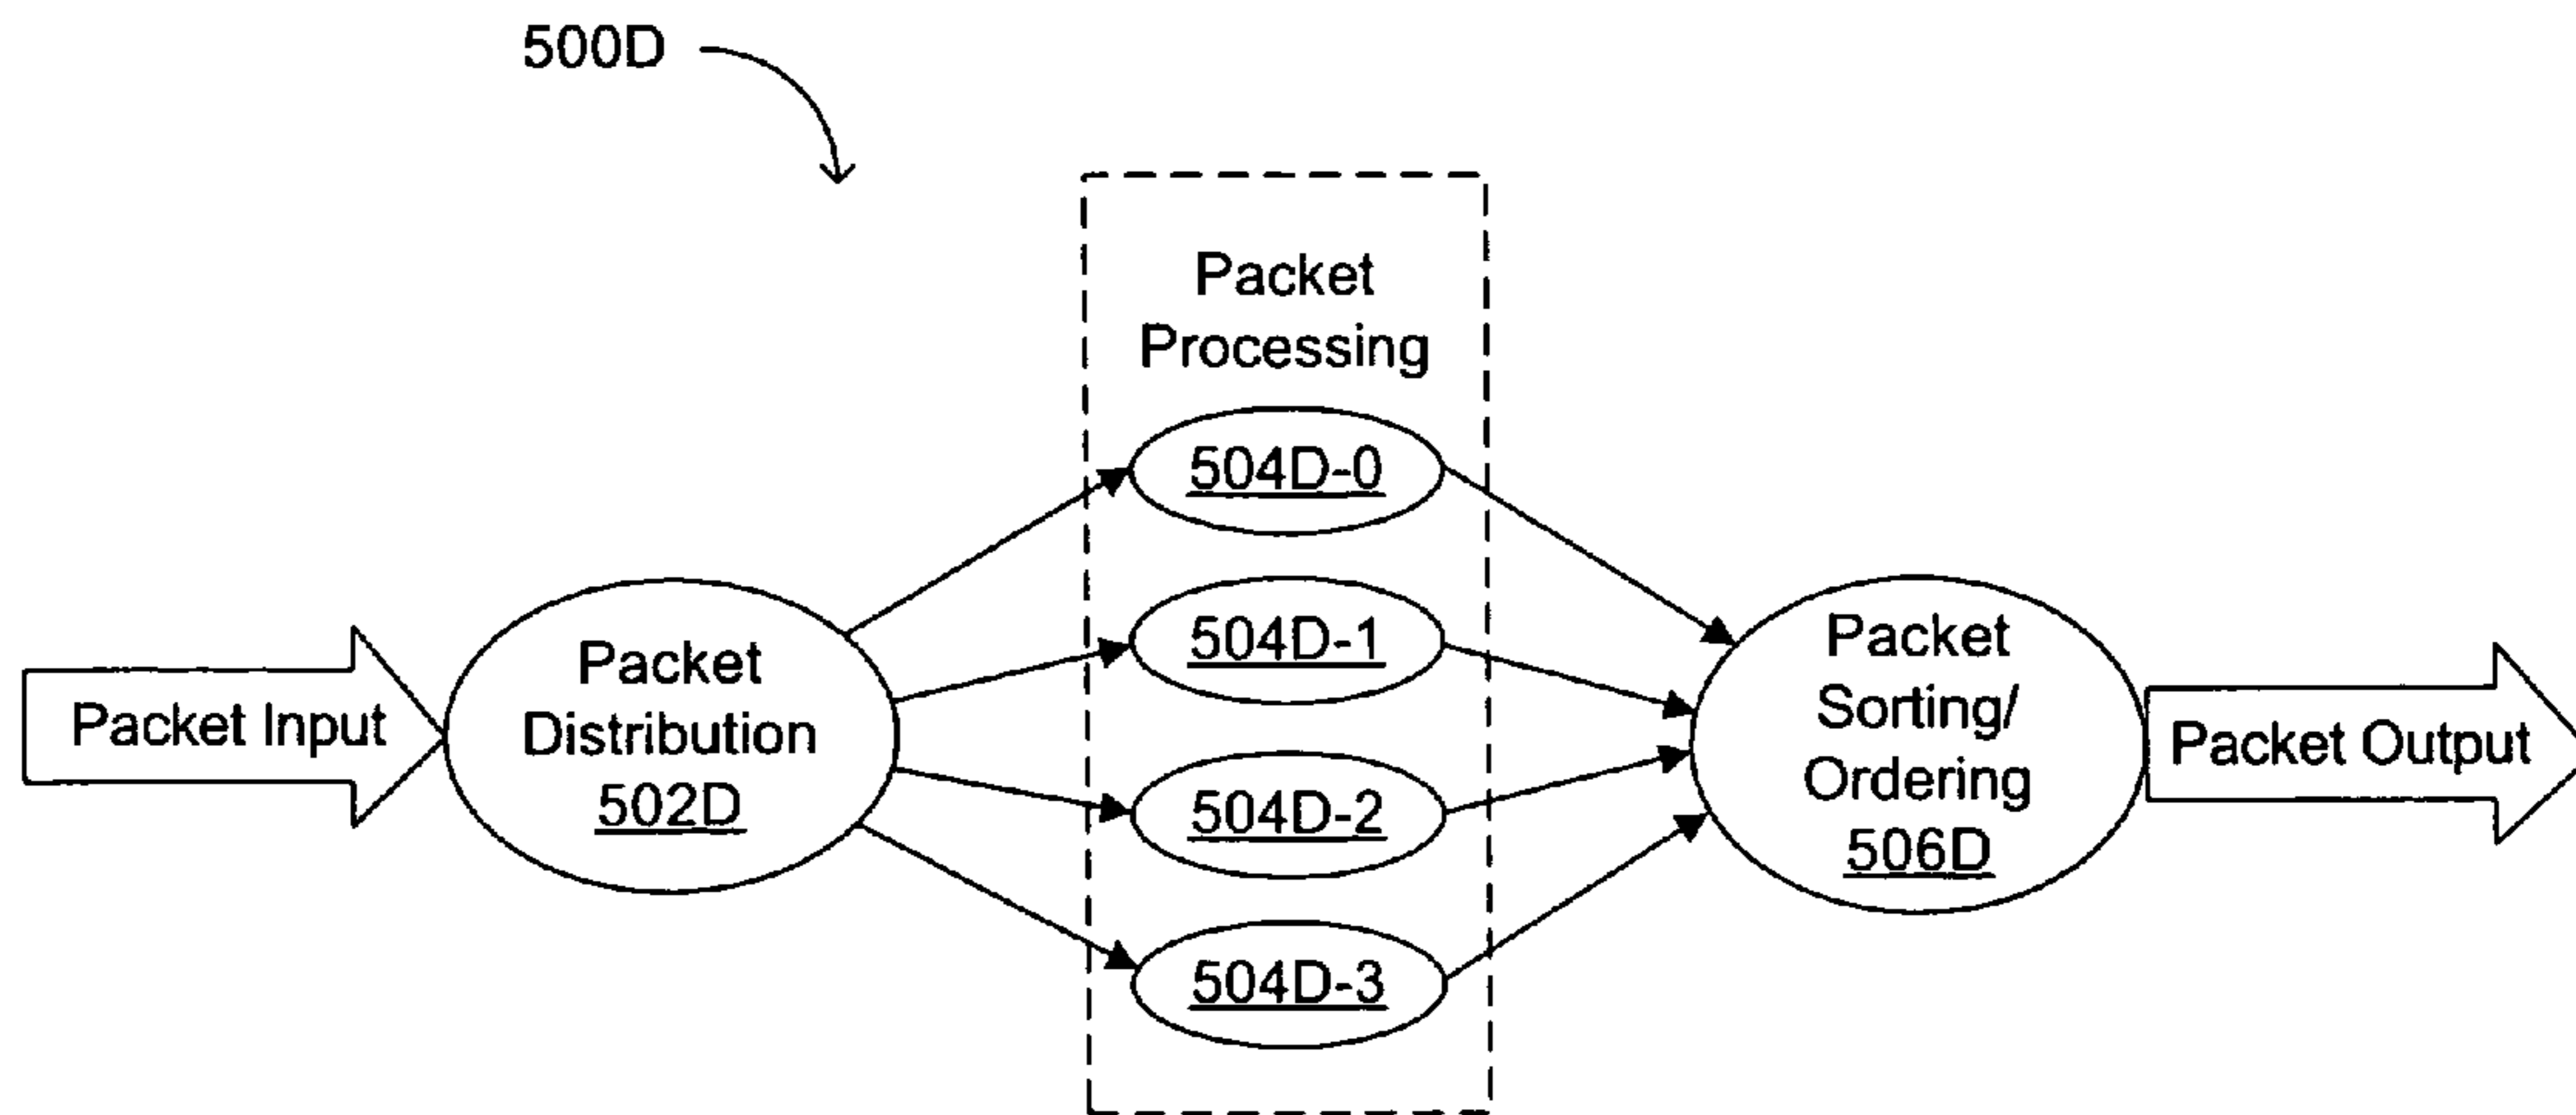 500D
Packet
Processing
504D-0
504D-1
504D-2
504D-3
Packet Input
Packet
Distribution
502D
Packet
Sorting/
Ordering
506D
Packet Output